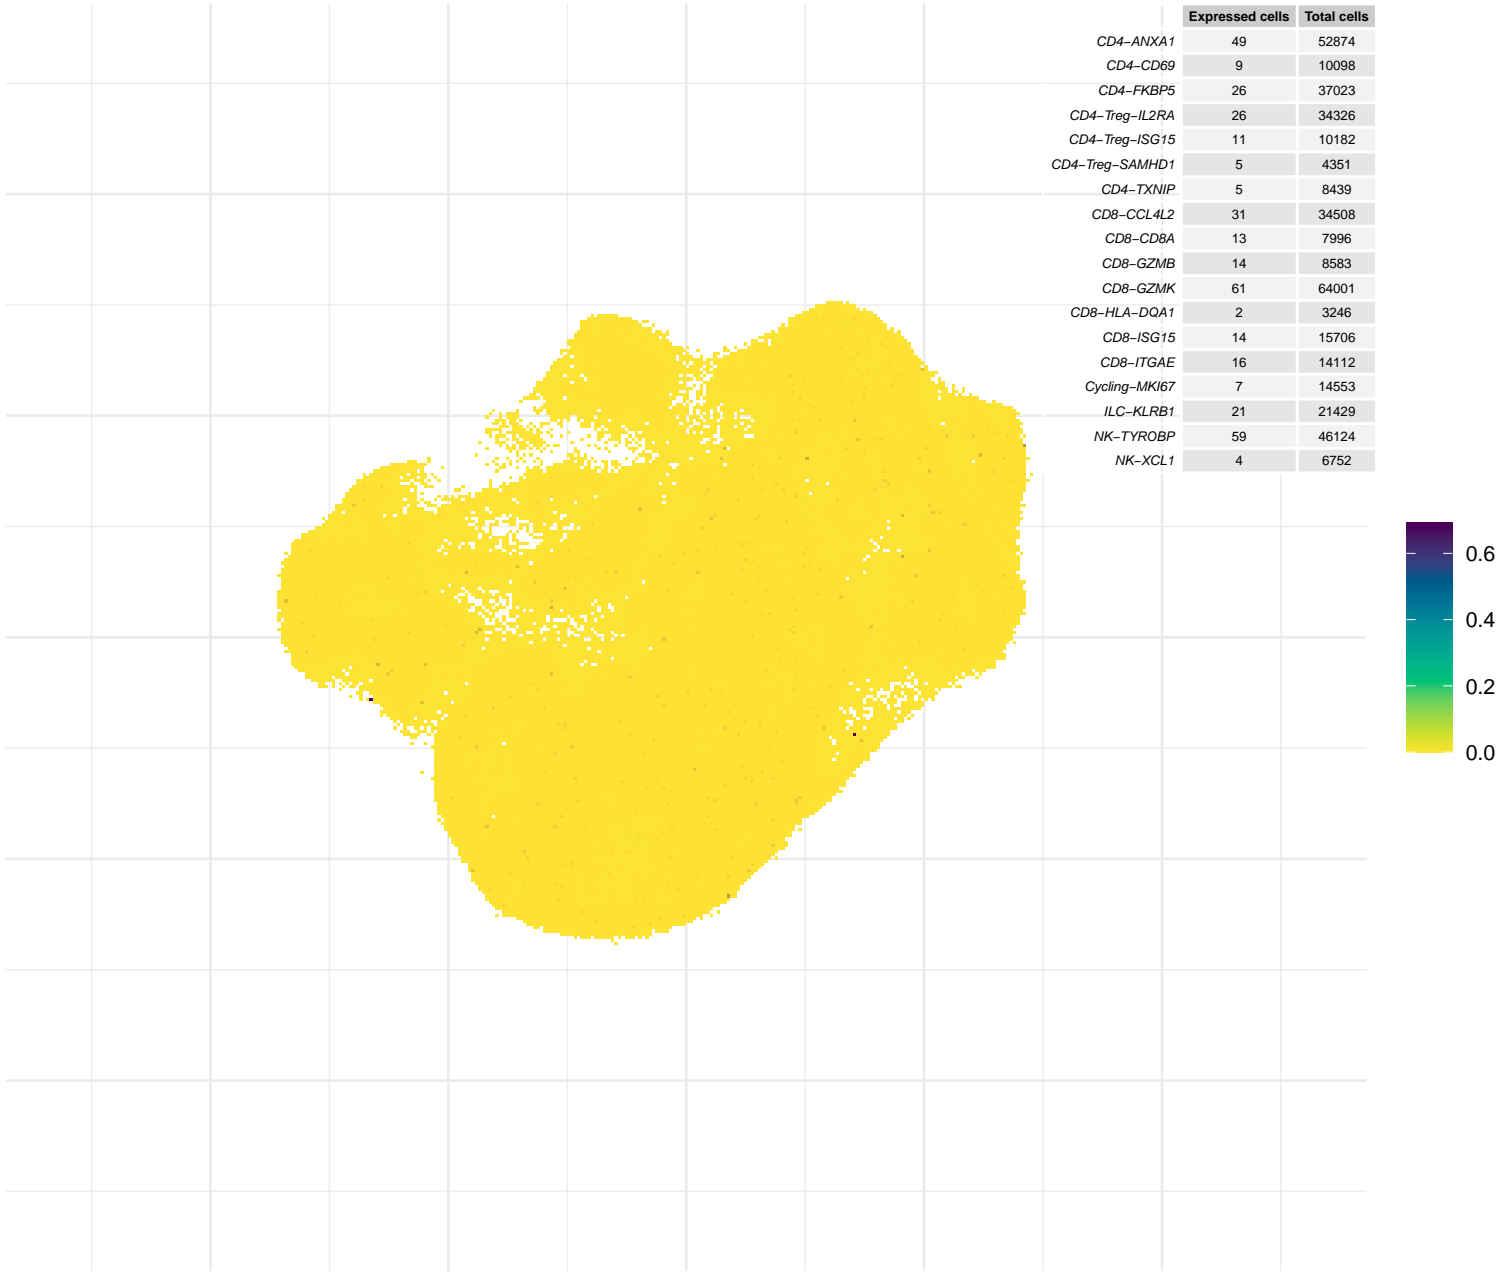 Expressed cells Total cells
CD4−ANXA1 49 52874
CD4−CD69 9 10098
CD4−FKBP5 26 37023
CD4−Treg−IL2RA 26 34326
CD4−Treg−ISG15 11 10182
CD4−Treg−SAMHD1 5 4351
CD4−TXNIP 5 8439
CD8−CCL4L2 31 34508
CD8−CD8A 13 7996
CD8−GZMB 14 8583
CD8−GZMK 61 64001
CD8−HLA−DQA1 2 3246
CD8−ISG15 14 15706
CD8−ITGAE 16 14112
Cycling−MKI67 7 14553
ILC−KLRB1 21 21429
NK−TYROBP 59 46124
NK−XCL1 4 6752
0.6
0.4
0.2
0.0